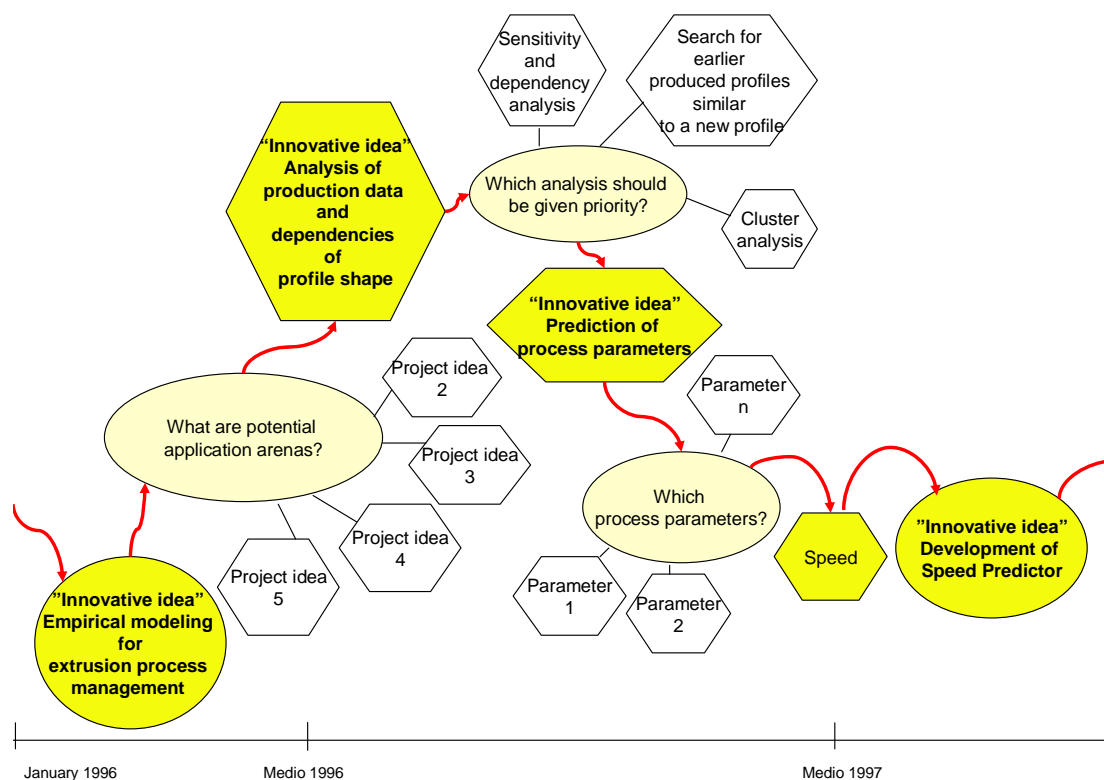 Sensitivity
and
dependency
analysis
Search for
earlier
produced profiles
similar
to a new profile
"Innovative idea"
Analysis of
production data
and
dependencies
of
profile shape
Which analysis should
be given priority?
Cluster
analysis
"Innovative idea"
Prediction of
process parameters
Project idea
2
Parameter
n
What are potential
application arenas?
Project idea
3
Which
process parameters?
"Innovative idea"
Development of
Speed Predictor
Project idea
4
Speed
Project idea
5
Parameter
1
Parameter
2
"Innovative idea"
Empirical modeling
for
extrusion process
management
January 1996
Medio 1996
Medio 1997